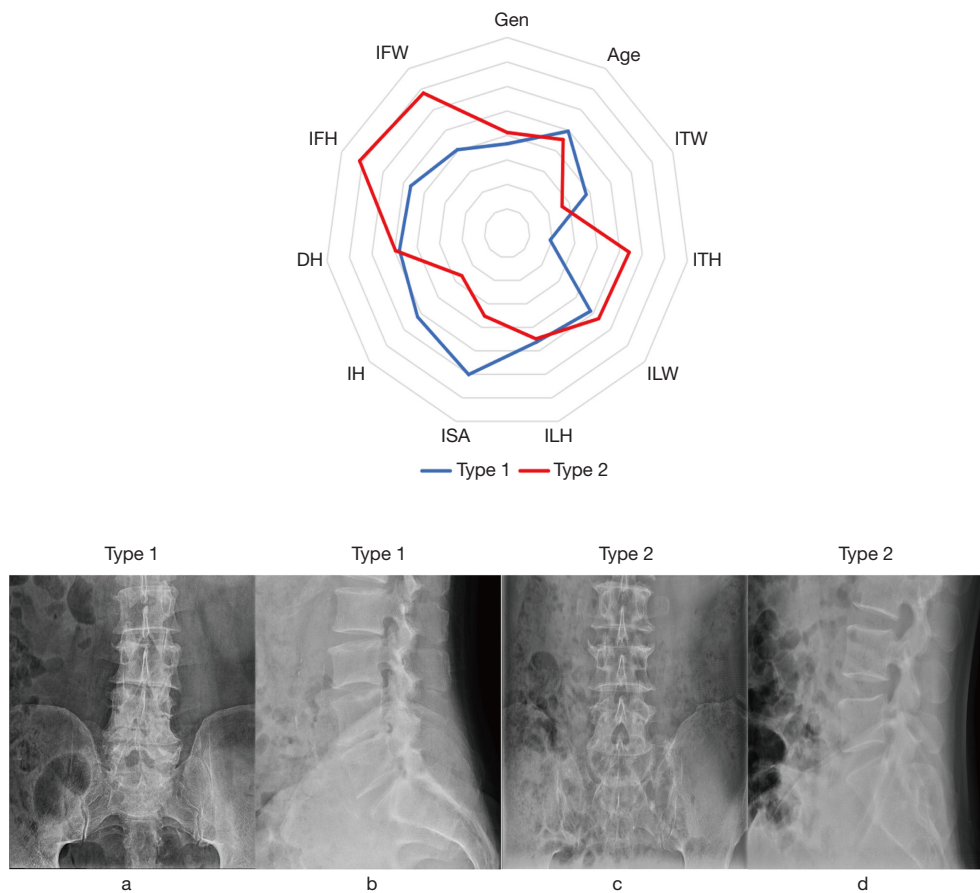 Gen
IFW
Age
IFH
ITW
DH
ITH
IH
ILW
ISA
ILH
Type 1
Type 2
Type 1
Type 1
Type 2
Type 2
a
b
c
d